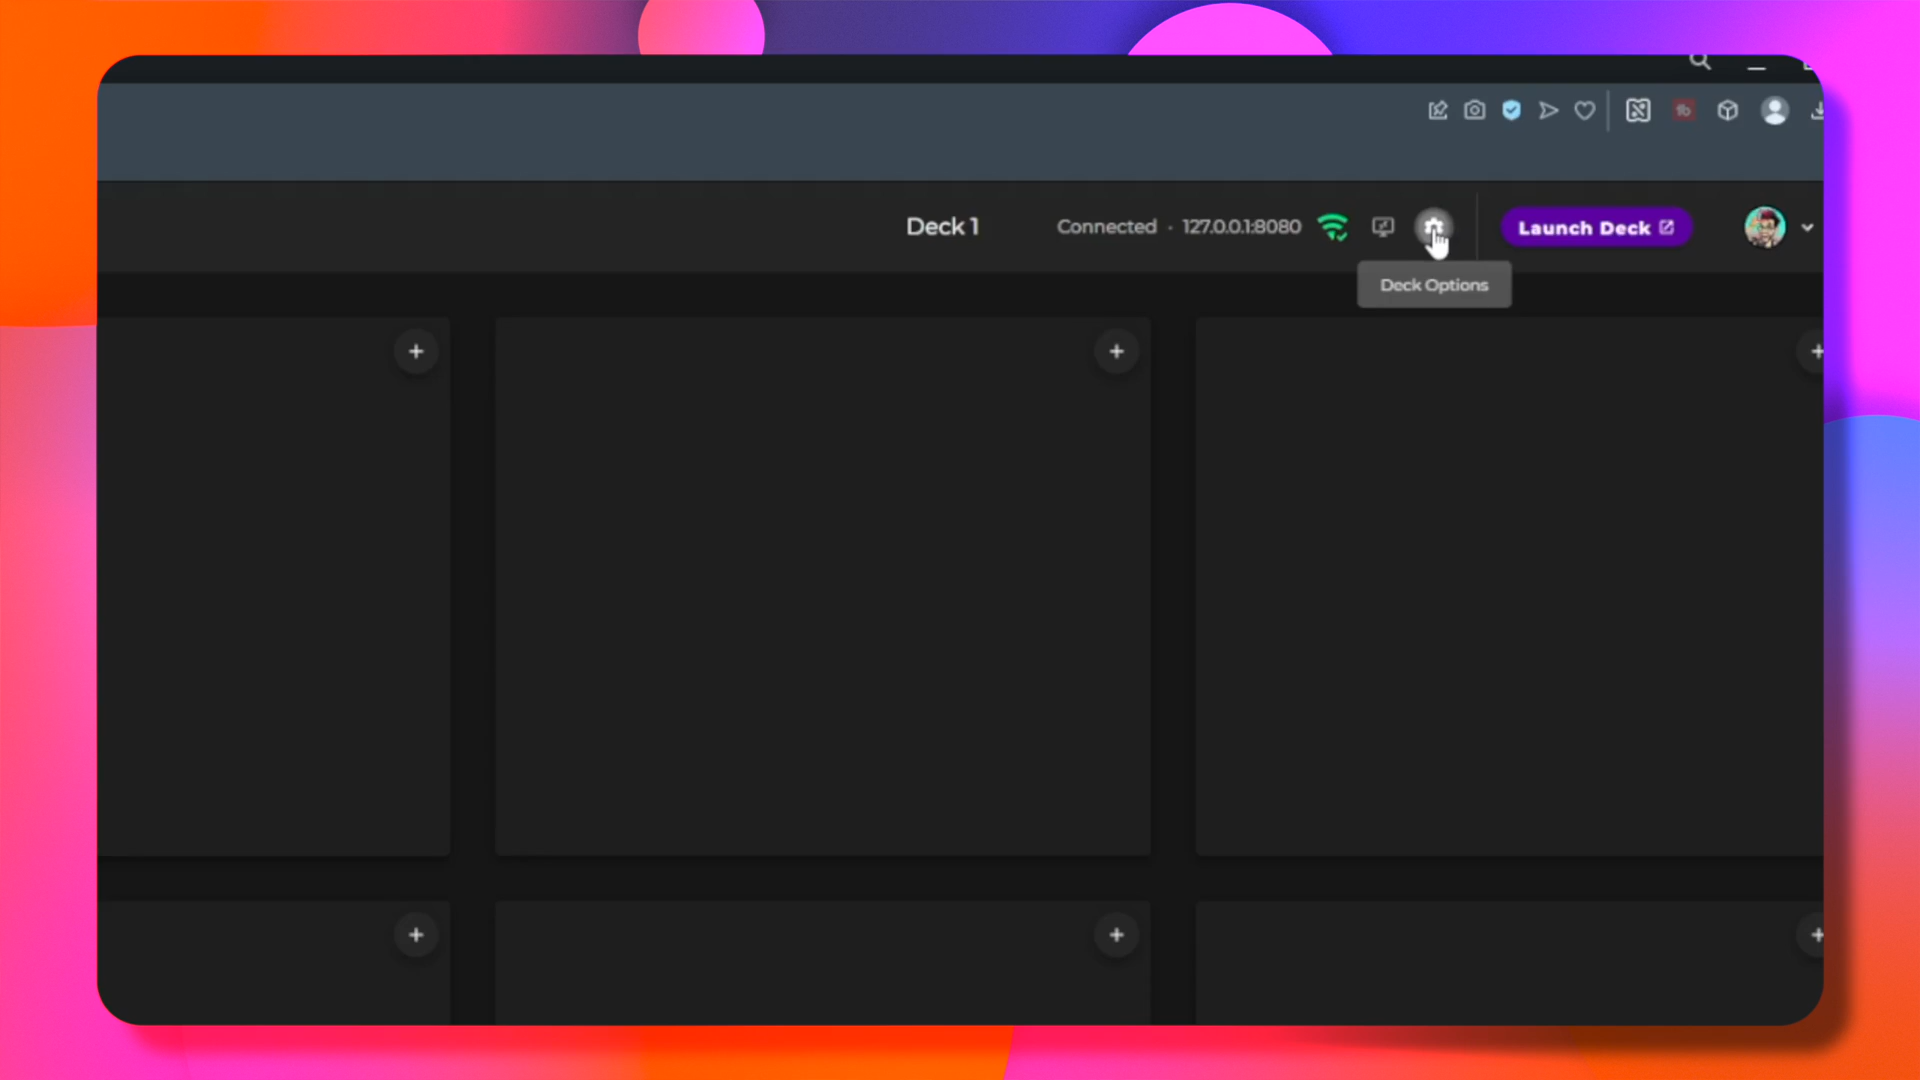 Deck 1
Connected · 127.0.0.1:8080
Launch Deck
Deck Options